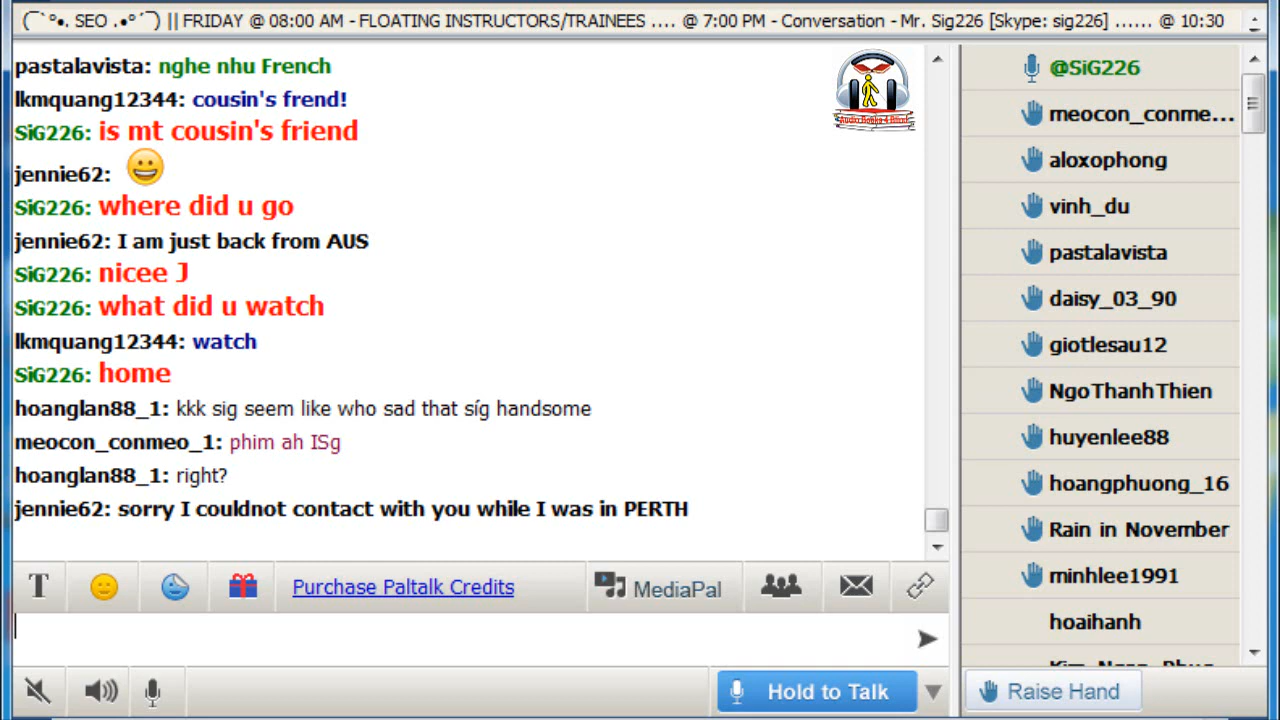 (¯`°•. SEO .•°´¯) || FRIDAY @ 08:00 AM - FLOATING INSTRUCTORS/TRAINEES .... @ 7:00 PM - Conversation - Mr. Sig226 [Skype: sig226] ...... @ 10:30
pastalavista: nghe nhu French
lkmquang12344: cousin's frend!
SiG226: is mt cousin's friend
jennie62:
SiG226: where did u go
jennie62: I am just back from AUS
SiG226: nicee J
SiG226: what did u watch
lkmquang12344: watch
SiG226: home
hoanglan88_1: kkk sig seem like who sad that síg handsome
meocon_conmeo_1: phim ah ISg
hoanglan88_1: right?
jennie62: sorry I couldnot contact with you while I was in PERTH
Audio Books 4 Blind
T
Purchase Paltalk Credits
MediaPal
Hold to Talk
@SiG226
meocon_conme...
aloxophong
vinh_du
pastalavista
daisy_03_90
giotlesau12
NgoThanhThien
huyenlee88
hoangphuong_16
Rain in November
minhlee1991
hoaihanh
Raise Hand